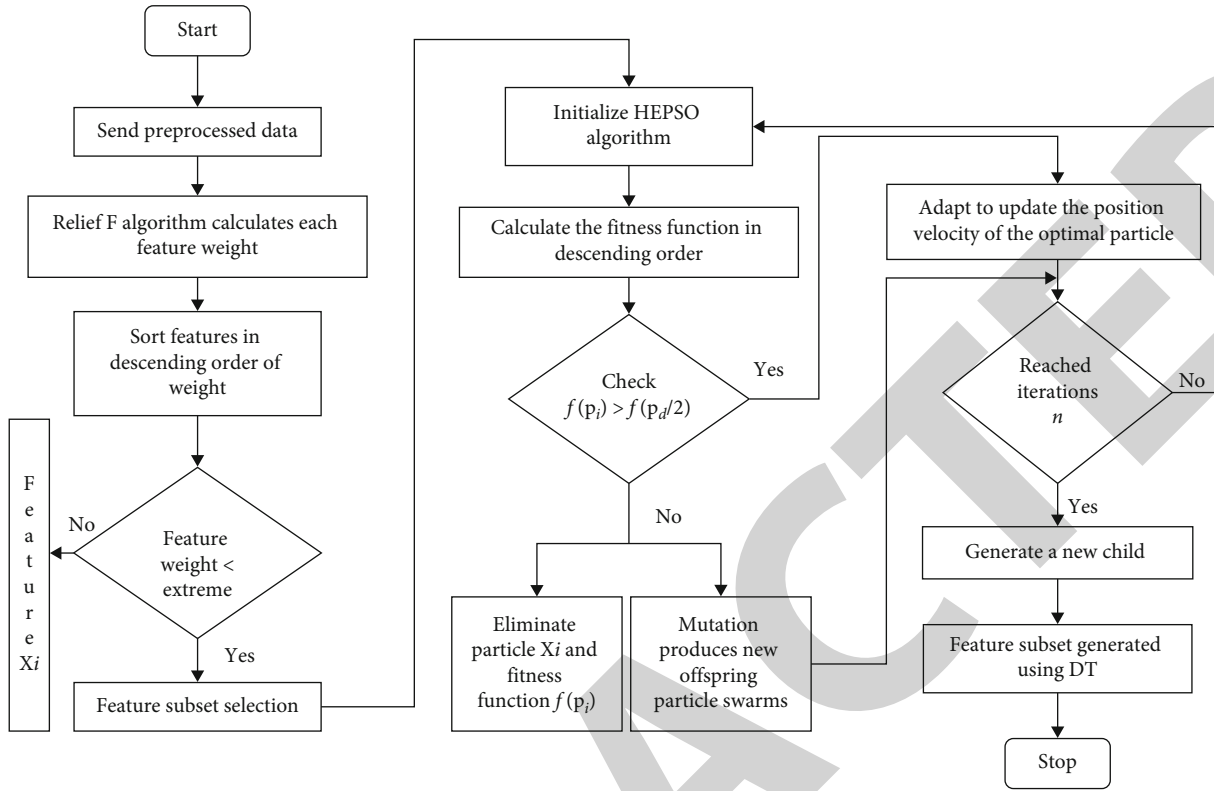 Start
Send preprocessed data
Relief F algorithm calculates each
feature weight
Sort features in
descending order of
weight
F
e
a
t
u
r
e
Xi
No
Feature
weight <
extreme
Yes
Feature subset selection
Initialize HEPSO
algorithm
Calculate the fitness function in
descending order
Check
f(pᵢ) > f(p_d/2)
Yes
No
Eliminate
particle Xi and
fitness
function f(pᵢ)
Mutation
produces new
offspring
particle swarms
Adapt to update the position
velocity of the optimal particle
Reached
iterations
n
No
Yes
Generate a new child
Feature subset generated
using DT
Stop